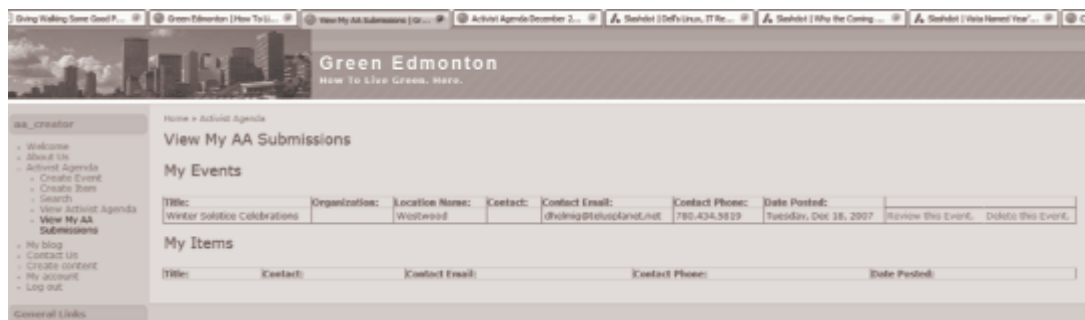 Giving Walking Some Good P... Green Edmonton | How To Li... View My AA Submissions | Gr... Activist Agenda December 2... Slashdot | Dell's Linux, IT Re... Slashdot | Why the Coming ... Slashdot | Vista Named Year'...
Green Edmonton
How To Live Green. Here.
aa_creator
Welcome
About Us
Activist Agenda
Create Event
Create Item
Search
View Activist Agenda
View My AA
Submissions
My blog
Contact Us
Create content
My account
Log out
General Links
Home » Activist Agenda
View My AA Submissions
My Events
Title: Organization: Location Name: Contact: Contact Email: Contact Phone: Date Posted:
Winter Solstice Celebrations Westwood dhelmig@telusplanet.net 780.434.9819 Tuesday, Dec 18, 2007 Review this Event. Delete this Event.
My Items
Title: Contact: Contact Email: Contact Phone: Date Posted: